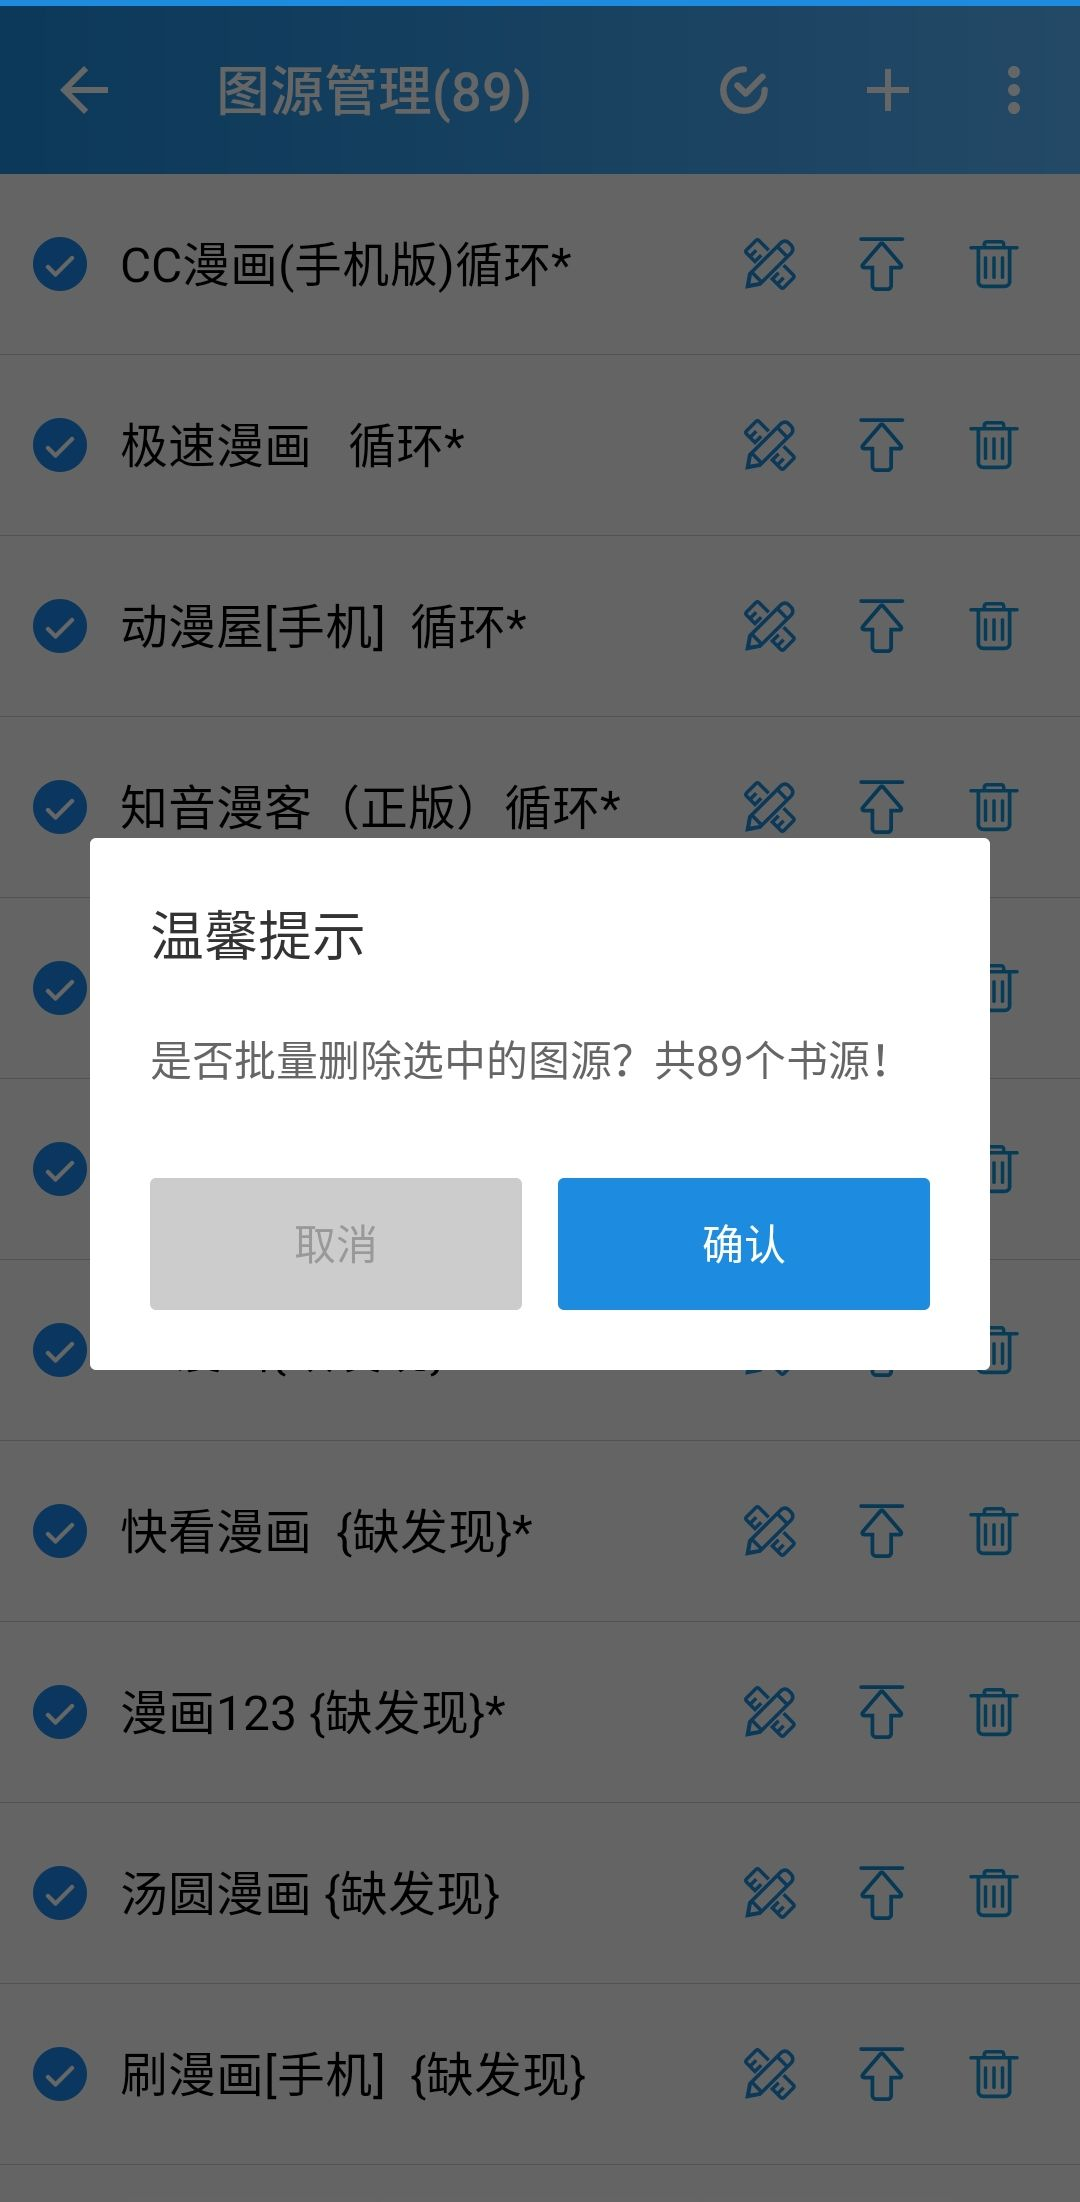 图源管理(89)
CC漫画(手机版)循环*
极速漫画 循环*
动漫屋[手机] 循环*
知音漫客（正版）循环*
温馨提示
是否批量删除选中的图源？共89个书源！
取消
确认
快看漫画 {缺发现}*
漫画123 {缺发现}*
汤圆漫画 {缺发现}
刷漫画[手机] {缺发现}